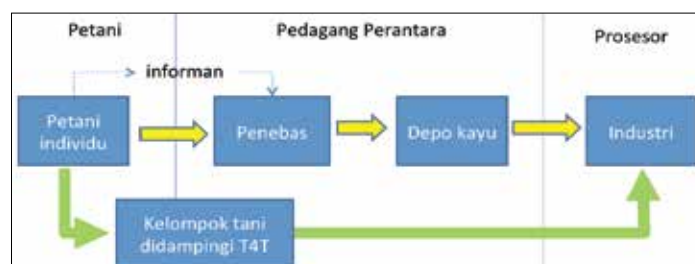 Petani
Pedagang Perantara
Prosesor
informan
Petani
individu
Penebas
Depo kayu
Industri
Kelompok tani
didampingi T4T